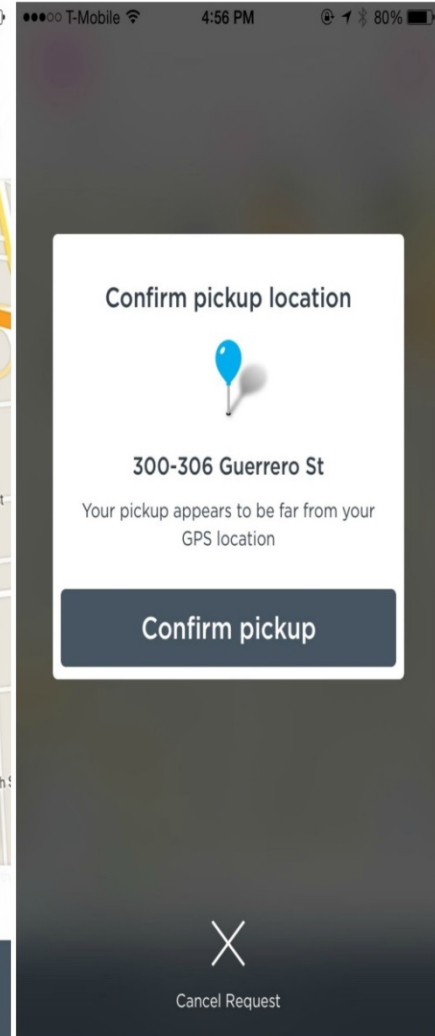 T-Mobile 4:56 PM 80%
Confirm pickup location
300-306 Guerrero St
Your pickup appears to be far from your
GPS location
Confirm pickup
Cancel Request